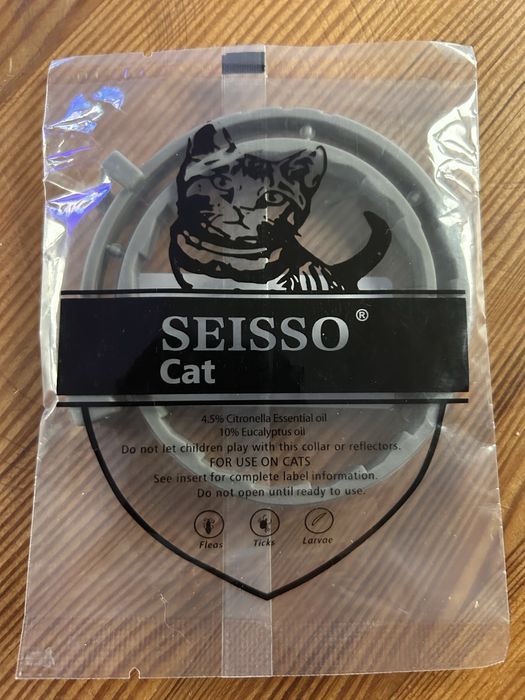 SEISSO®
Cat
4.5% Citronella Essential oil
10% Eucalyptus oil
Do not let children play with this collar or reflectors.
FOR USE ON CATS
See insert for complete label information.
Do not open until ready to use.
Fleas Ticks Larvae